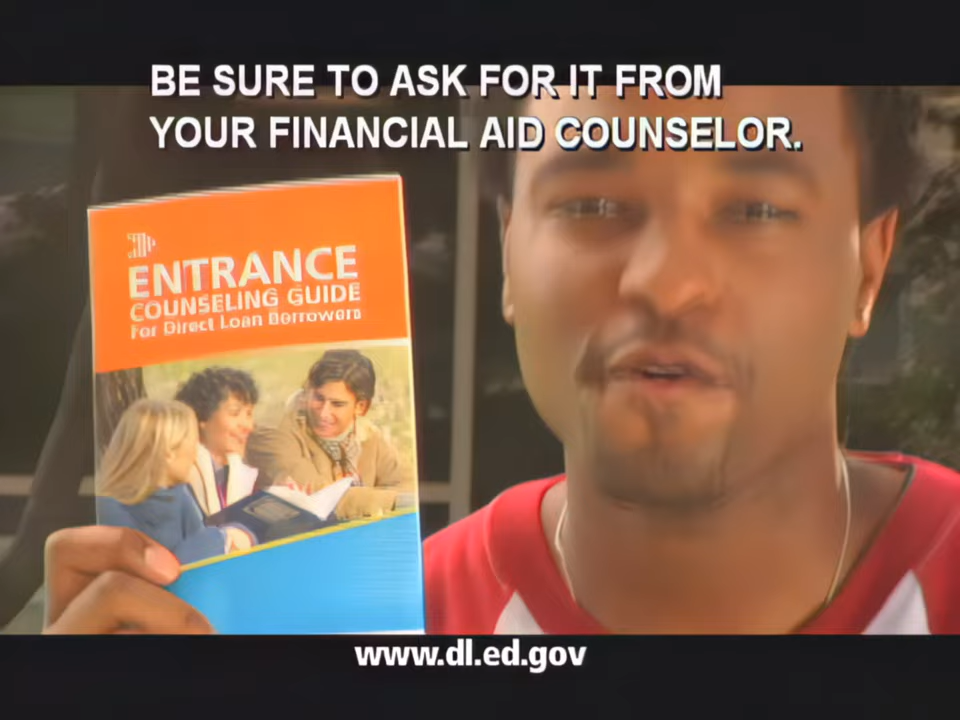 BE SURE TO ASK FOR IT FROM
YOUR FINANCIAL AID COUNSELOR.
ENTRANCE
COUNSELING GUIDE
For Direct Loan Borrowers
www.dl.ed.gov